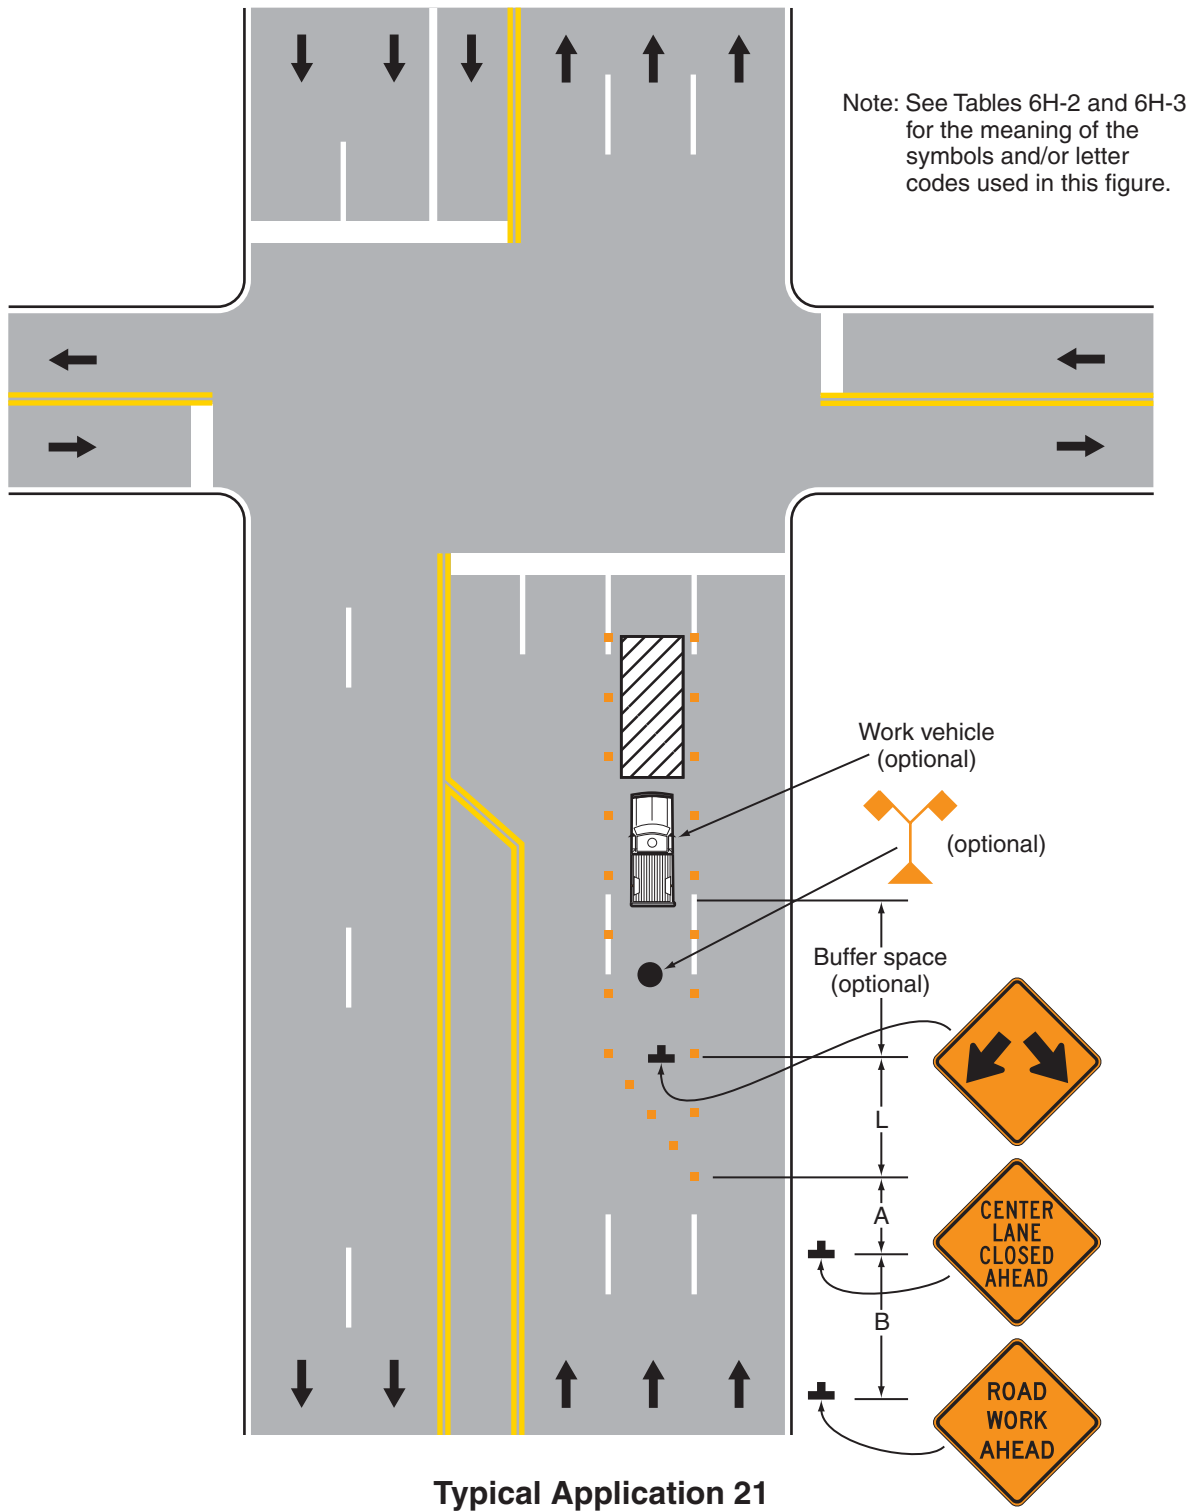 Note: See Tables 6H-2 and 6H-3
for the meaning of the
symbols and/or letter
codes used in this figure.
Work vehicle
(optional)
(optional)
Buffer space
(optional)
L
A
CENTER
LANE
CLOSED
AHEAD
B
ROAD
WORK
AHEAD
Typical Application 21